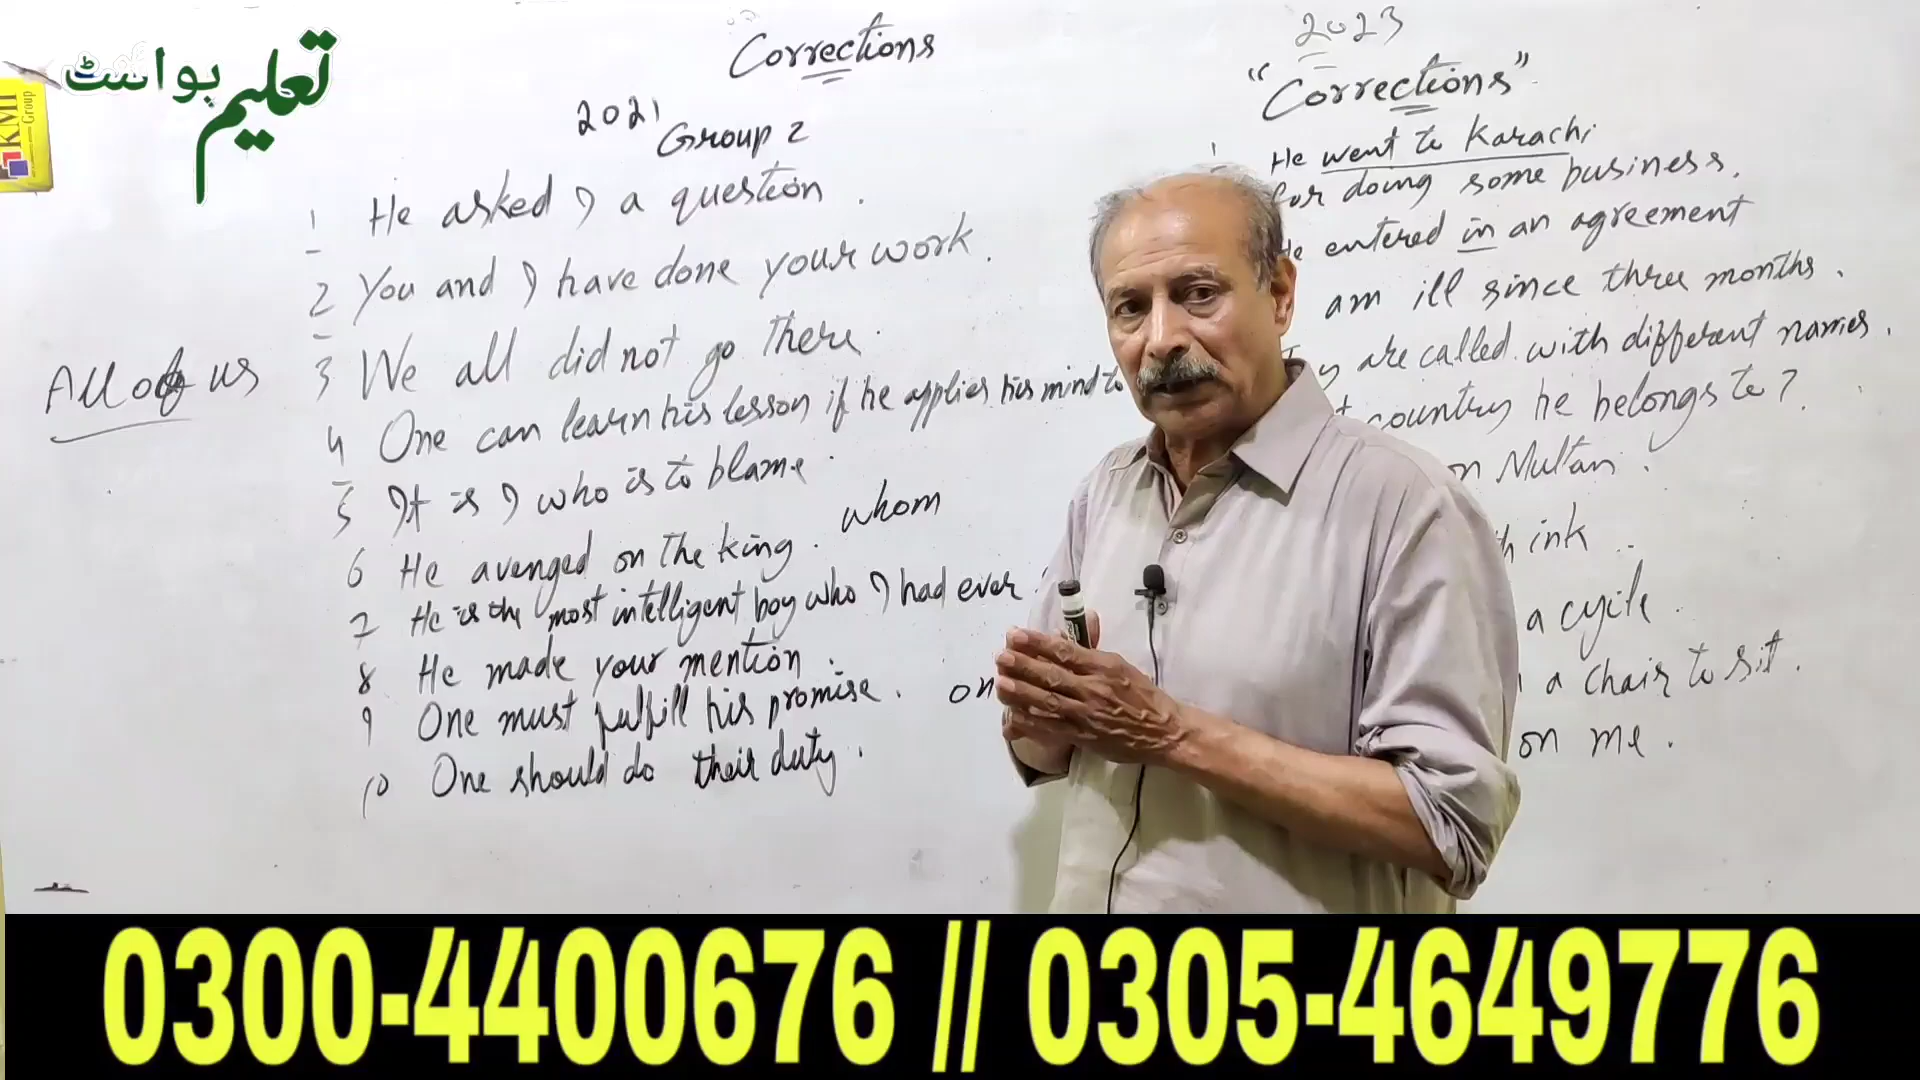 تعلیم پوائنٹ
KMI
Group
Corrections
2021
Group 2
1 He asked I a question.
2 You and I have done your work.
All of us
3 We all did not go there.
4 One can learn his lesson if he applies his mind to
5 It is I who is to blame.
whom
6 He avenged on the king.
7 He is the most intelligent boy who I had ever
8 He made your mention.
9 One must fulfill his promise. on
10 One should do their duty.
2023
"Corrections"
1 He went to Karachi
for doing some business.
He entered in an agreement
am ill since three months.
are called with different names.
country he belongs to?
on Multan.
ink
a cycle.
a chair to sit.
on me.
0300-4400676 // 0305-4649776